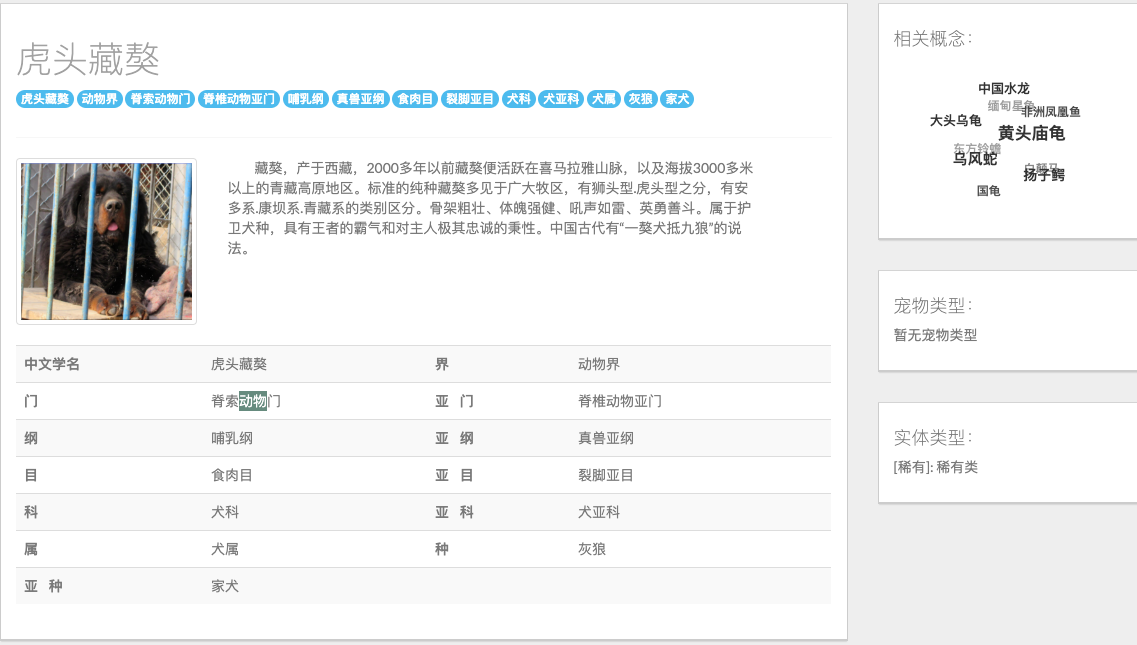 虎头藏獒
虎头藏獒 动物界 脊索动物门 脊椎动物亚门 哺乳纲 真兽亚纲 食肉目 裂脚亚目 犬科 犬亚科 犬属 灰狼 家犬
藏獒，产于西藏，2000多年以前藏獒便活跃在喜马拉雅山脉，以及海拔3000多米
以上的青藏高原地区。标准的纯种藏獒多见于广大牧区，有狮头型.虎头型之分，有安
多系.康坝系.青藏系的类别区分。骨架粗壮、体魄强健、吼声如雷、英勇善斗。属于护
卫犬种，具有王者的霸气和对主人极其忠诚的秉性。中国古代有“一獒犬抵九狼”的说
法。
中文学名 虎头藏獒 界 动物界
门 脊索动物门 亚 门 脊椎动物亚门
纲 哺乳纲 亚 纲 真兽亚纲
目 食肉目 亚 目 裂脚亚目
科 犬科 亚 科 犬亚科
属 犬属 种 灰狼
亚 种 家犬
相关概念：
中国水龙
缅甸星龟
非洲凤凰鱼
大头乌龟
黄头庙龟
东方铃蟾
乌风蛇
扬子鳄
国龟
宠物类型：
暂无宠物类型
实体类型：
[稀有]: 稀有类